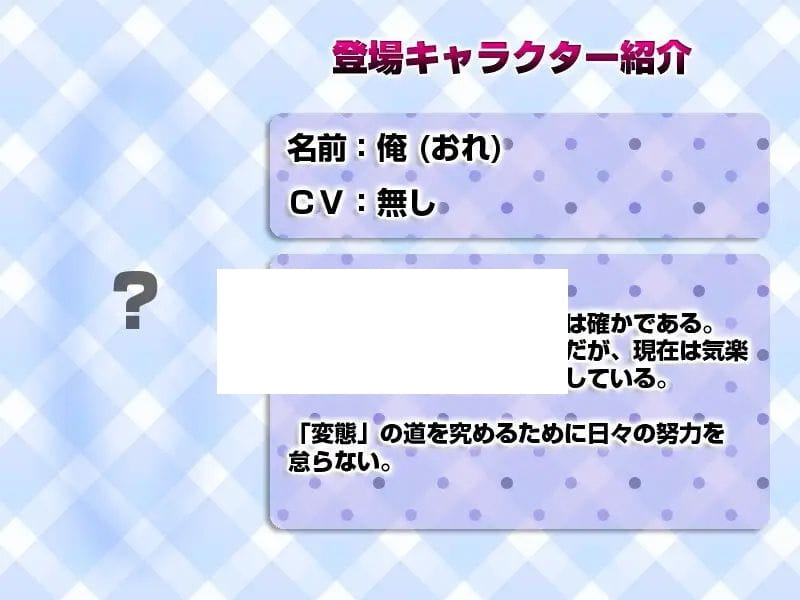 登場キャラクター紹介
名前：俺 (おれ)
ＣＶ：無し
?
は確かである。
だが、現在は気楽
している。
「変態」の道を究めるために日々の努力を
怠らない。